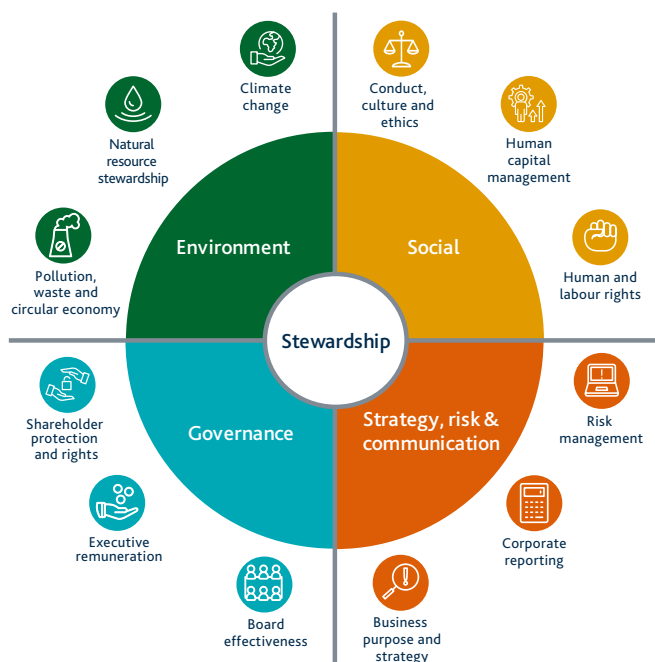 Climate
change
Conduct,
culture and
ethics
Natural
resource
stewardship
Human
capital
management
Environment
Social
Pollution,
waste and
circular economy
Human and
labour rights
Stewardship
Shareholder
protection
and rights
Governance
Strategy, risk &
communication
Risk
management
Executive
remuneration
Corporate
reporting
Board
effectiveness
Business
purpose and
strategy